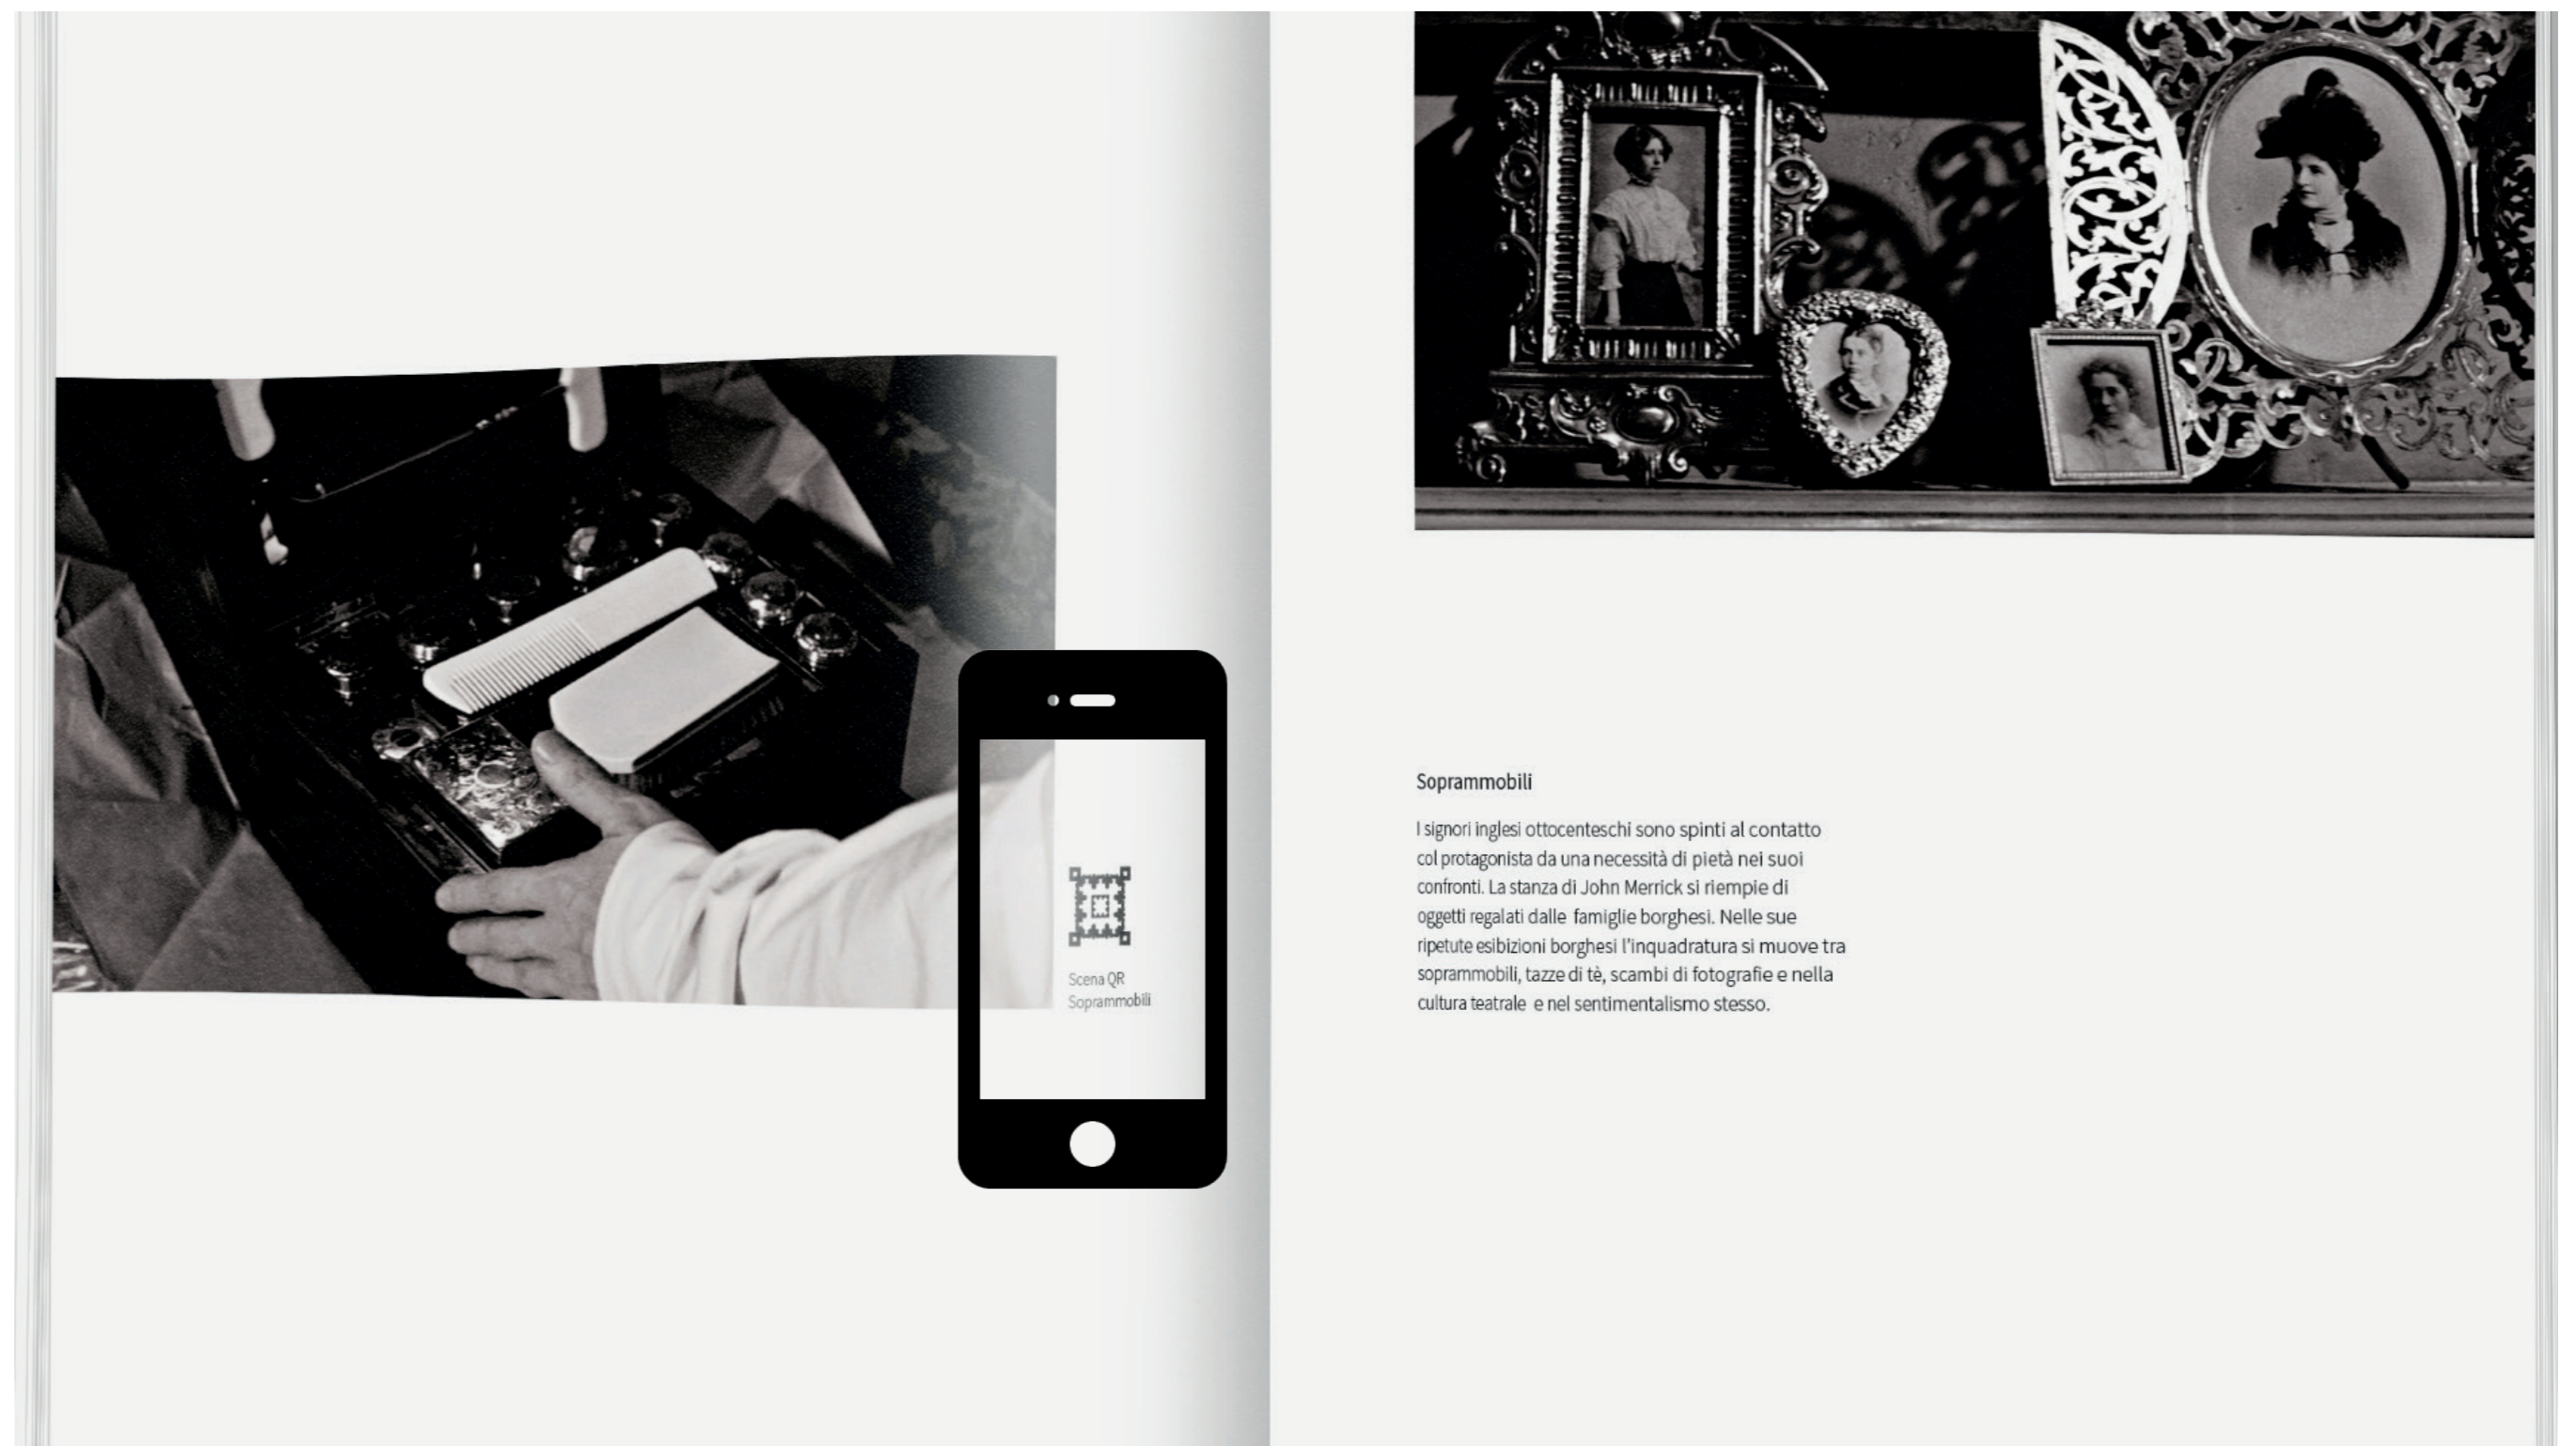 Scena QR
Soprammobili
Soprammobili
I signori inglesi ottocenteschi sono spinti al contatto
col protagonista da una necessità di pietà nei suoi
confronti. La stanza di John Merrick si riempie di
oggetti regalati dalle famiglie borghesi. Nelle sue
ripetute esibizioni borghesi l'inquadratura si muove tra
soprammobili, tazze di tè, scambi di fotografie e nella
cultura teatrale e nel sentimentalismo stesso.